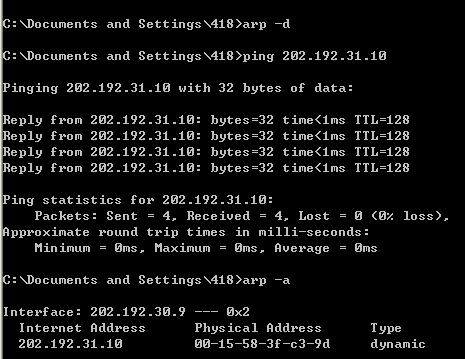 C:\Documents and Settings\418>arp -d
C:\Documents and Settings\418>ping 202.192.31.10
Pinging 202.192.31.10 with 32 bytes of data:
Reply from 202.192.31.10: bytes=32 time<1ms TTL=128
Reply from 202.192.31.10: bytes=32 time<1ms TTL=128
Reply from 202.192.31.10: bytes=32 time<1ms TTL=128
Reply from 202.192.31.10: bytes=32 time<1ms TTL=128
Ping statistics for 202.192.31.10:
    Packets: Sent = 4, Received = 4, Lost = 0 (0% loss),
Approximate round trip times in milli-seconds:
    Minimum = 0ms, Maximum = 0ms, Average = 0ms
C:\Documents and Settings\418>arp -a
Interface: 202.192.30.9 --- 0x2
  Internet Address      Physical Address      Type
  202.192.31.10         00-15-58-3f-c3-9d     dynamic